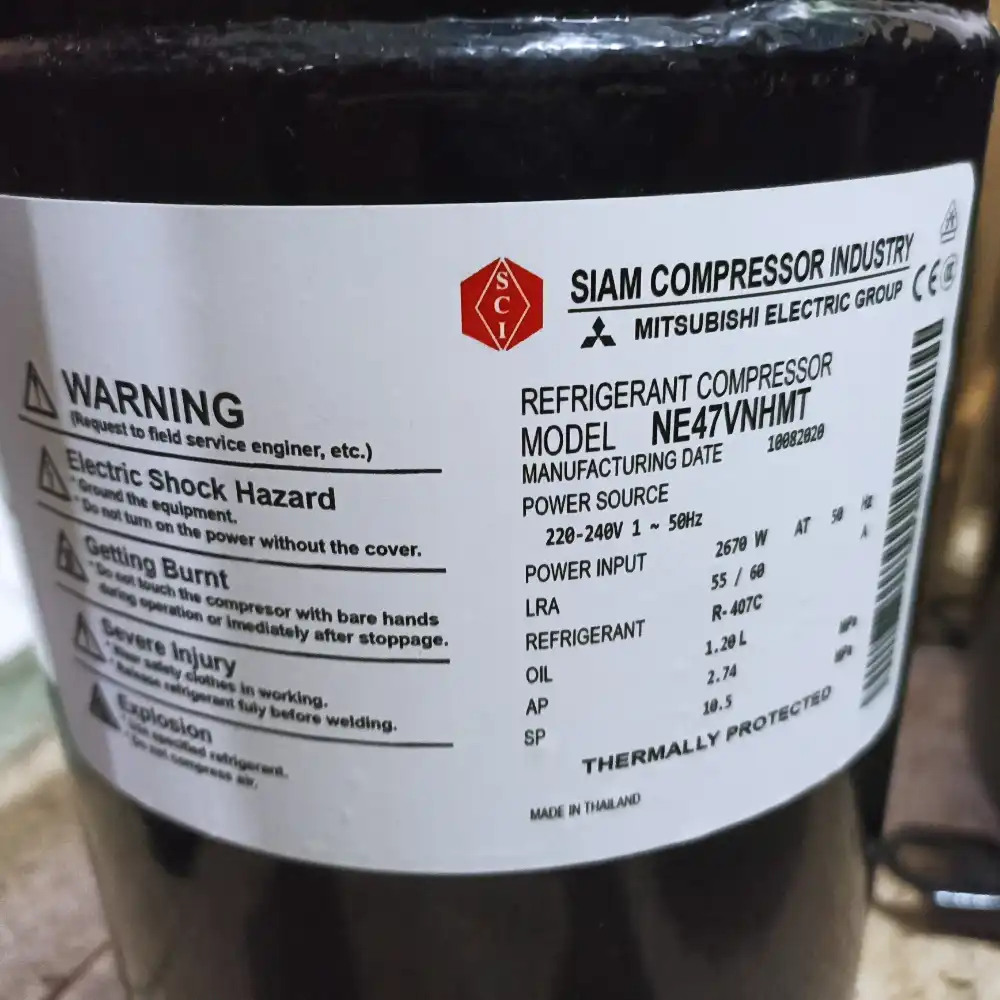 SCI
SIAM COMPRESSOR INDUSTRY
MITSUBISHI ELECTRIC GROUP
CE
WARNING
(Request to field service enginer, etc.)
Electric Shock Hazard
* Ground the equipment.
* Do not turn on the power without the cover.
Getting Burnt
* Do not touch the compresor with bare hands
during operation or imediately after stoppage.
Severe Injury
* Wear safety clothes in working.
* Release refrigerant fuly before welding.
Explosion
* Use specified refrigerant.
* Do not compress air.
REFRIGERANT COMPRESSOR
MODEL NE47VNHMT
MANUFACTURING DATE 10082020
POWER SOURCE
220-240V 1 ~ 50Hz
POWER INPUT 2670 W AT 50 Hz
LRA 55 / 60 A
REFRIGERANT R-407C
OIL 1.20 L
AP 2.74 MPa
SP 10.5 MPa
THERMALLY PROTECTED
MADE IN THAILAND